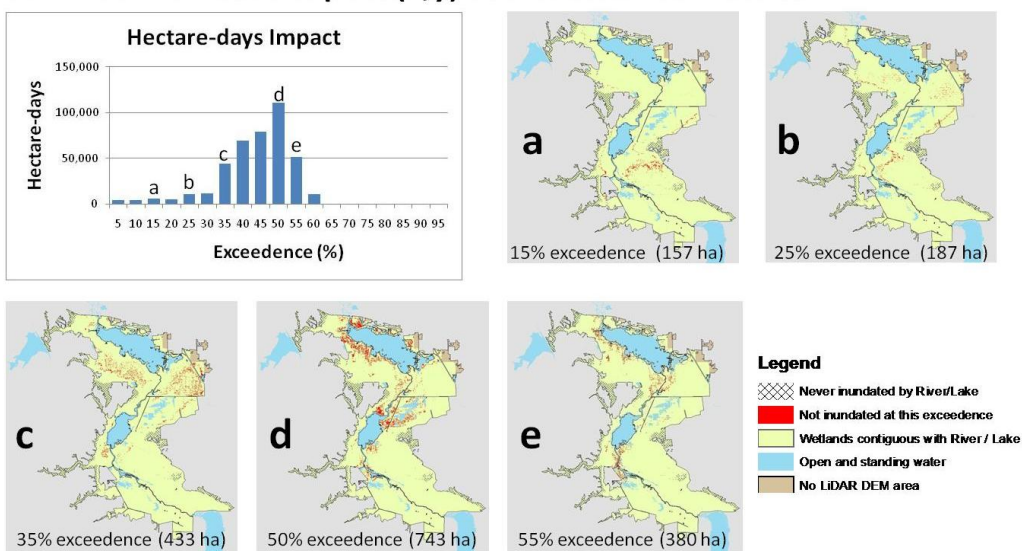 Hectare-days Impact
150,000
100,000
50,000
0
Hectare-days
a
b
c
d
e
5 10 15 20 25 30 35 40 45 50 55 60 65 70 75 80 85 90 95
Exceedence (%)
a
15% exceedence (157 ha)
b
25% exceedence (187 ha)
c
35% exceedence (433 ha)
d
50% exceedence (743 ha)
e
55% exceedence (380 ha)
Legend
Never inundated by River/Lake
Not inundated at this exceedence
Wetlands contiguous with River / Lake
Open and standing water
No LiDAR DEM area